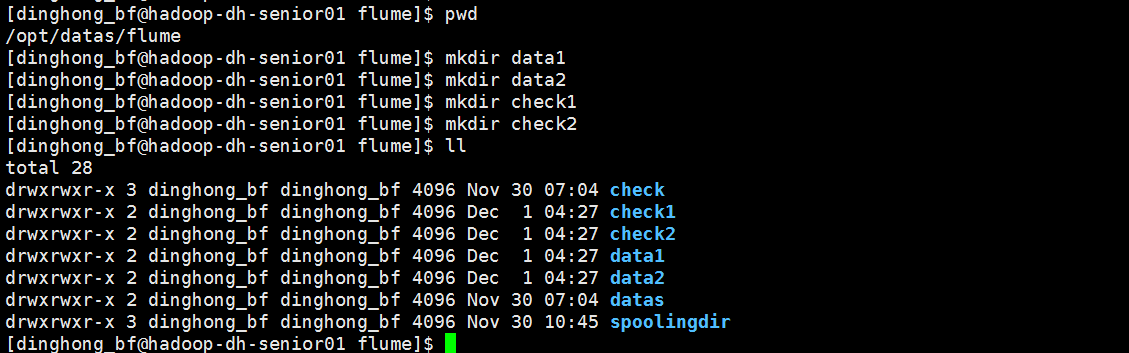 [dinghong_bf@hadoop-dh-senior01 flume]$ pwd
/opt/datas/flume
[dinghong_bf@hadoop-dh-senior01 flume]$ mkdir data1
[dinghong_bf@hadoop-dh-senior01 flume]$ mkdir data2
[dinghong_bf@hadoop-dh-senior01 flume]$ mkdir check1
[dinghong_bf@hadoop-dh-senior01 flume]$ mkdir check2
[dinghong_bf@hadoop-dh-senior01 flume]$ ll
total 28
drwxrwxr-x 3 dinghong_bf dinghong_bf 4096 Nov 30 07:04 check
drwxrwxr-x 2 dinghong_bf dinghong_bf 4096 Dec  1 04:27 check1
drwxrwxr-x 2 dinghong_bf dinghong_bf 4096 Dec  1 04:27 check2
drwxrwxr-x 2 dinghong_bf dinghong_bf 4096 Dec  1 04:27 data1
drwxrwxr-x 2 dinghong_bf dinghong_bf 4096 Dec  1 04:27 data2
drwxrwxr-x 2 dinghong_bf dinghong_bf 4096 Nov 30 07:04 datas
drwxrwxr-x 3 dinghong_bf dinghong_bf 4096 Nov 30 10:45 spoolingdir
[dinghong_bf@hadoop-dh-senior01 flume]$